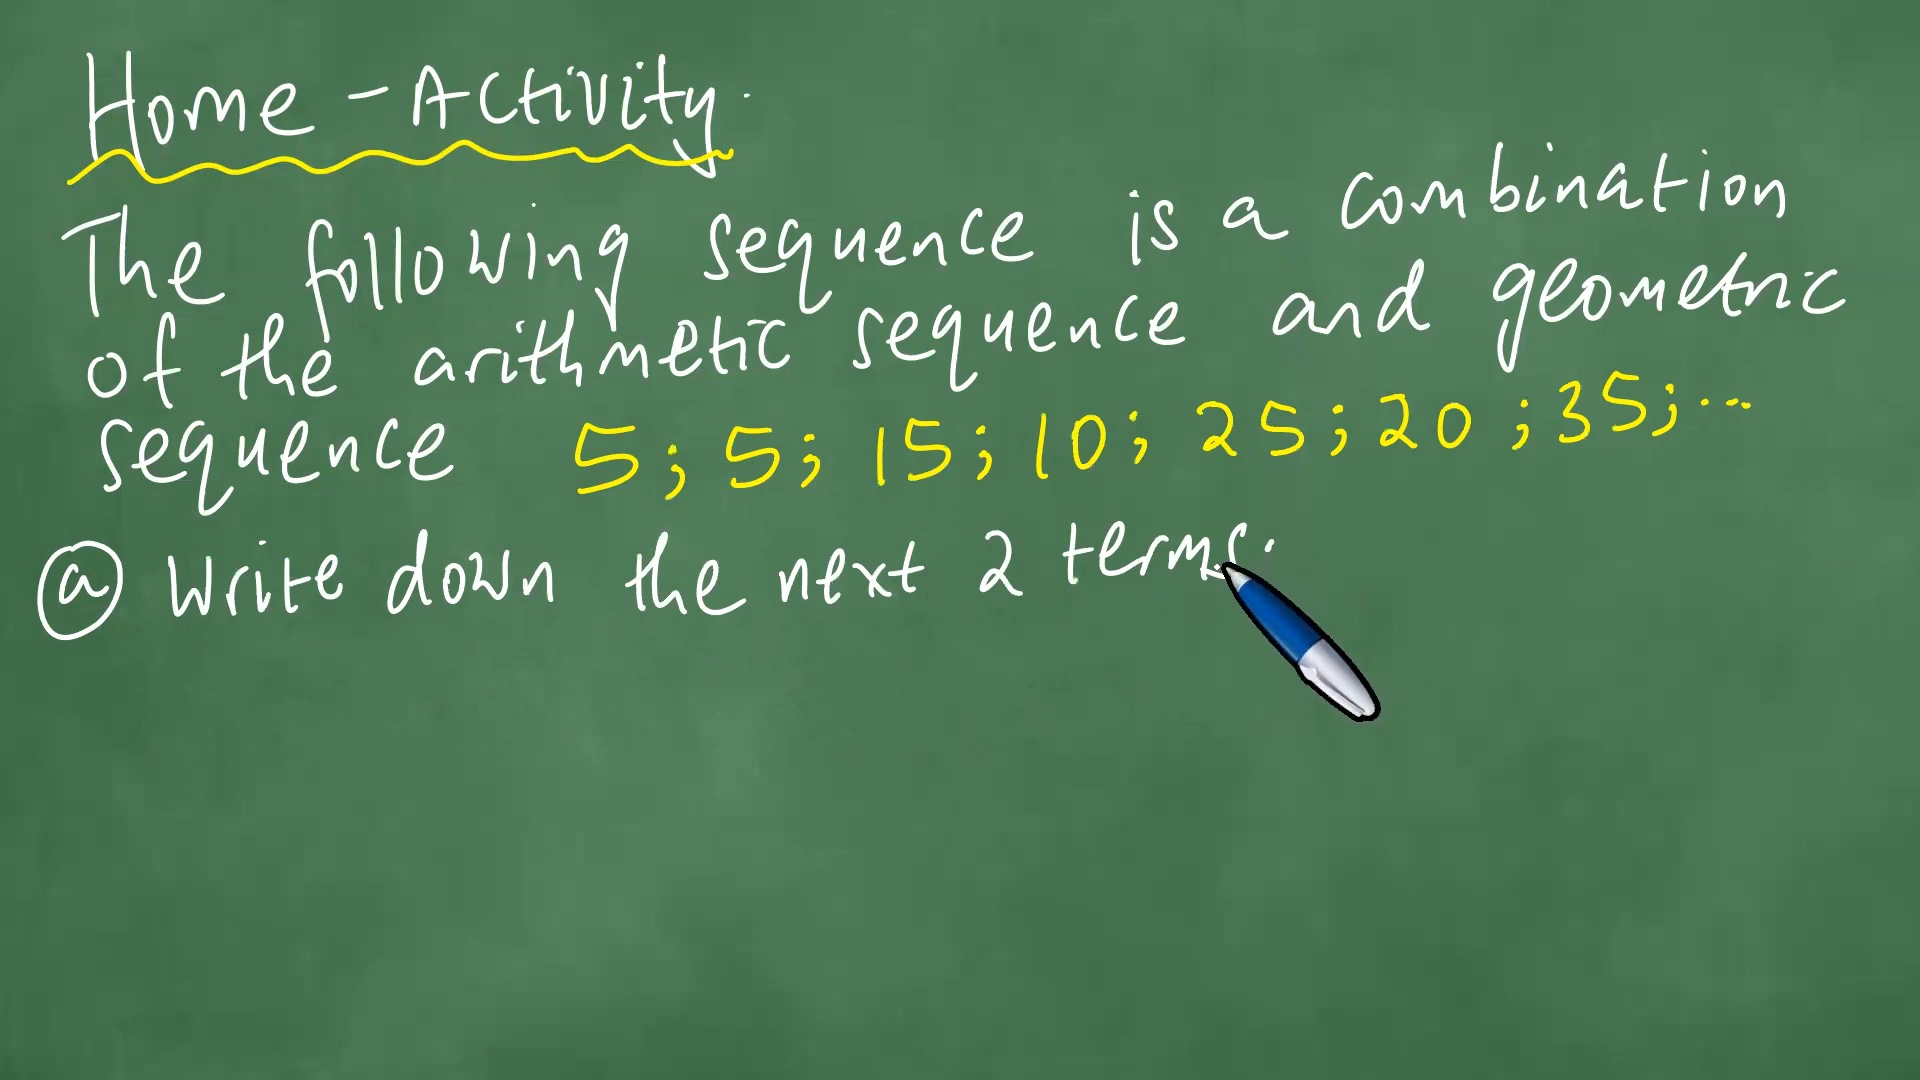 Home - Activity.
The following sequence is a combination
of the arithmetic sequence and geometric
sequence 5; 5; 15; 10; 25; 20; 35; ...
(a) Write down the next 2 terms.